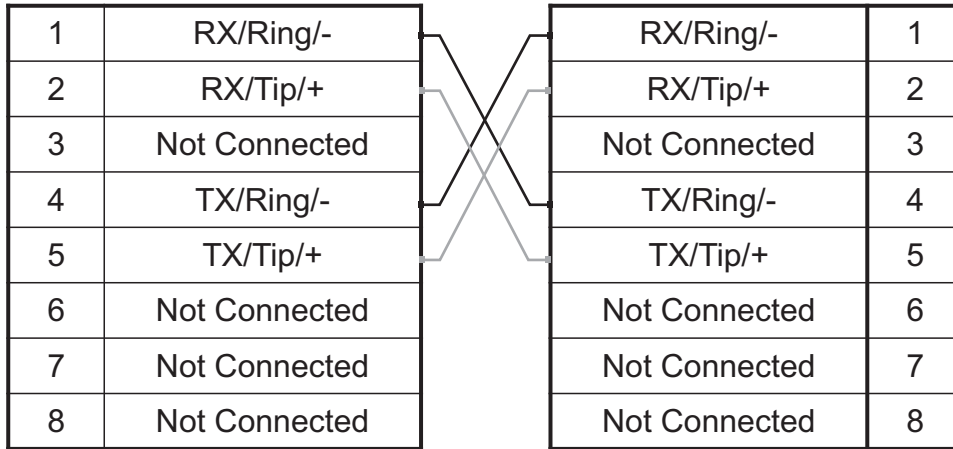 1 RX/Ring/- RX/Ring/- 1
2 RX/Tip/+ RX/Tip/+ 2
3 Not Connected Not Connected 3
4 TX/Ring/- TX/Ring/- 4
5 TX/Tip/+ TX/Tip/+ 5
6 Not Connected Not Connected 6
7 Not Connected Not Connected 7
8 Not Connected Not Connected 8